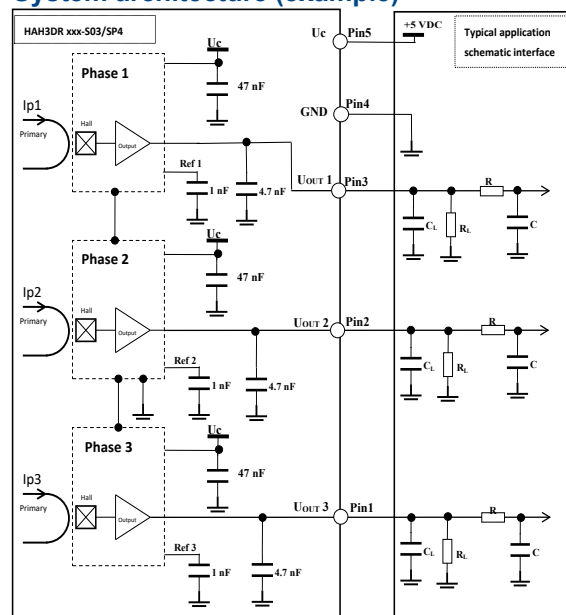 System architecture (example)
HAH3DR xxx-S03/SP4
Uc
Uc
Pin5
+5 VDC
Typical application
schematic interface
Phase 1
47 nF
Ip1
Primary
Hall
Output
GND
Pin4
Ref 1
1 nF
4.7 nF
UOUT 1
Pin3
R
CL
RL
C
Phase 2
Uc
47 nF
Ip2
Primary
Hall
Output
UOUT 2
Pin2
R
Ref 2
1 nF
4.7 nF
CL
RL
C
Phase 3
Uc
47 nF
Ip3
Primary
Hall
Output
UOUT 3
Pin1
R
Ref 3
1 nF
4.7 nF
CL
RL
C